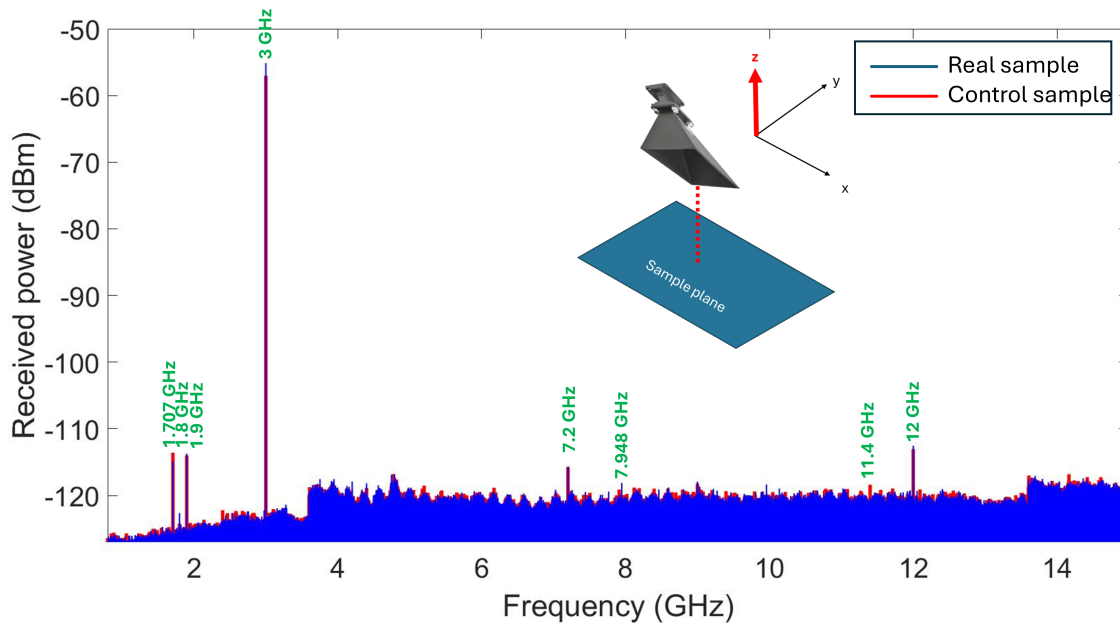 Received power (dBm)
-50
-60
-70
-80
-90
-100
-110
-120
1.707 GHz
1.8 GHz
1.9 GHz
3 GHz
7.2 GHz
7.948 GHz
11.4 GHz
12 GHz
z
y
x
Sample plane
Real sample
Control sample
2
4
6
8
10
12
14
Frequency (GHz)